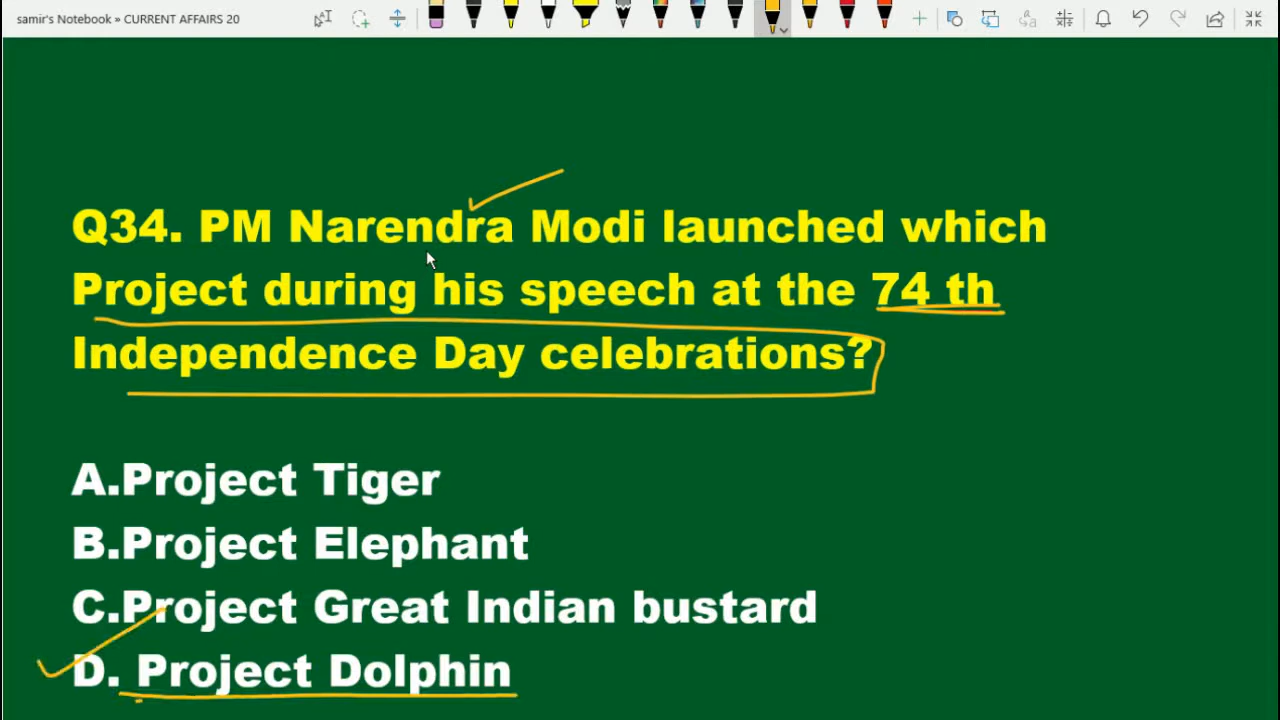 samir's Notebook » CURRENT AFFAIRS 20
Q34. PM Narendra Modi launched which
Project during his speech at the 74 th
Independence Day celebrations?
A.Project Tiger
B.Project Elephant
C.Project Great Indian bustard
D. Project Dolphin